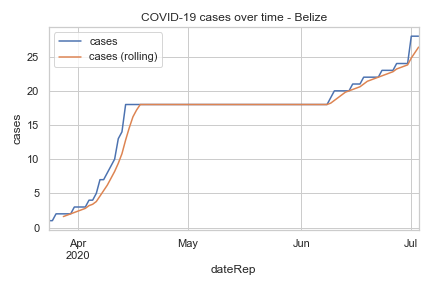 COVID-19 cases over time - Belize
cases
cases (rolling)
25
20
15
10
5
0
cases
Apr
2020
May
Jun
Jul
dateRep